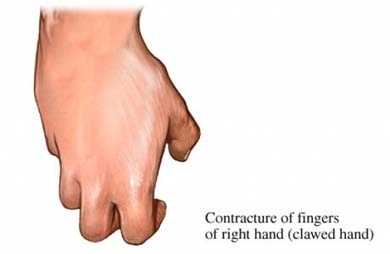 Contracture of fingers
of right hand (clawed hand)